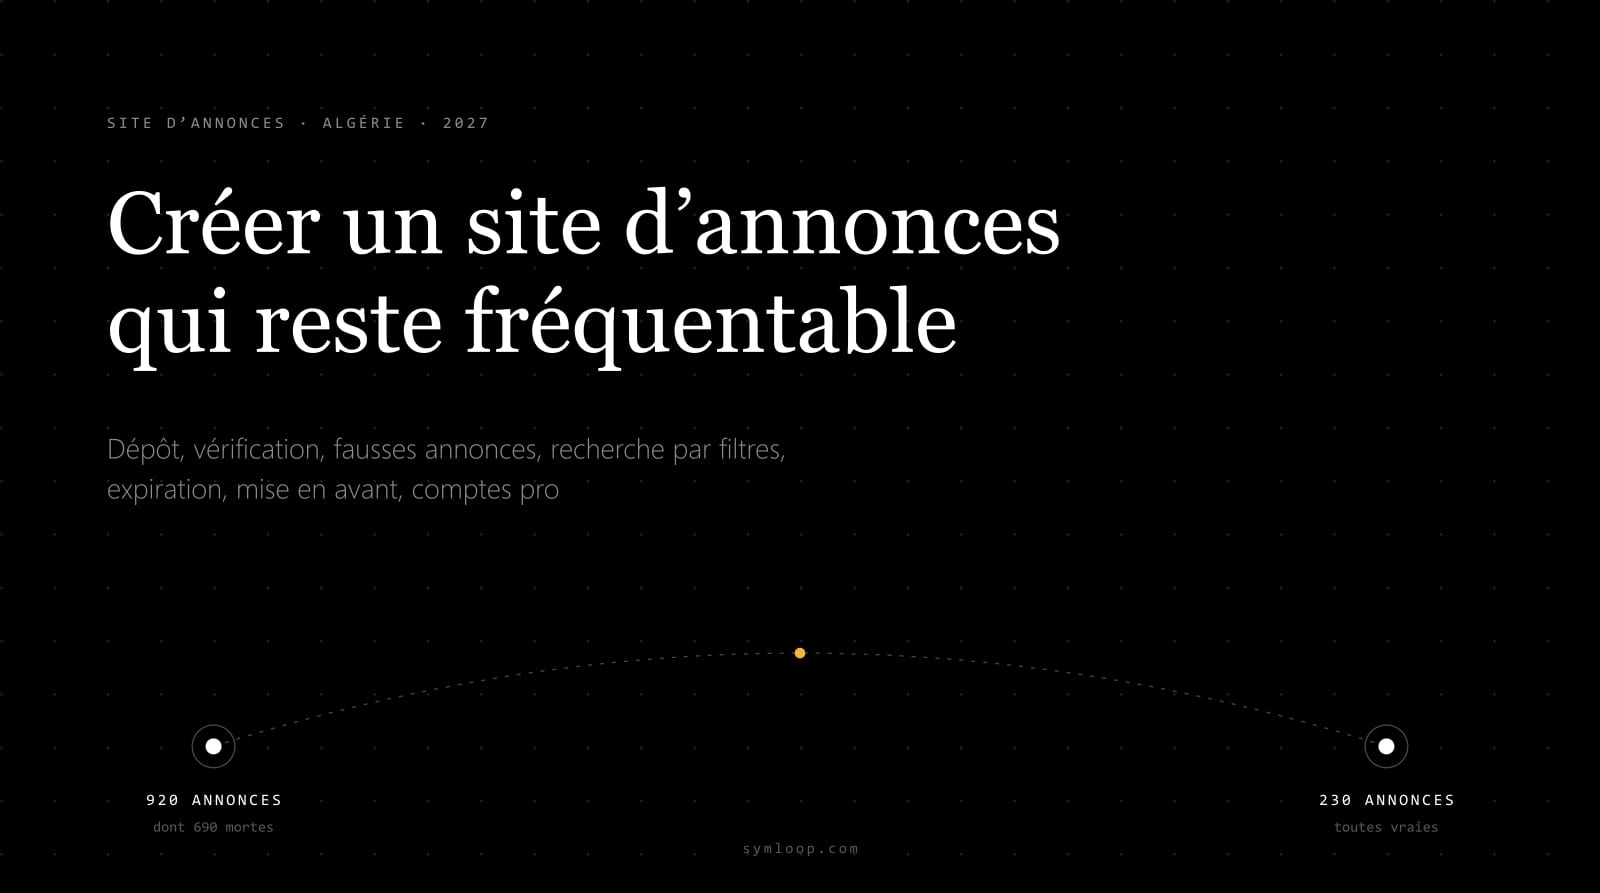 SITE D’ANNONCES · ALGÉRIE · 2027
Créer un site d’annonces
qui reste fréquentable
Dépôt, vérification, fausses annonces, recherche par filtres,
expiration, mise en avant, comptes pro
920 ANNONCES
dont 690 mortes
230 ANNONCES
toutes vraies
symloop.com